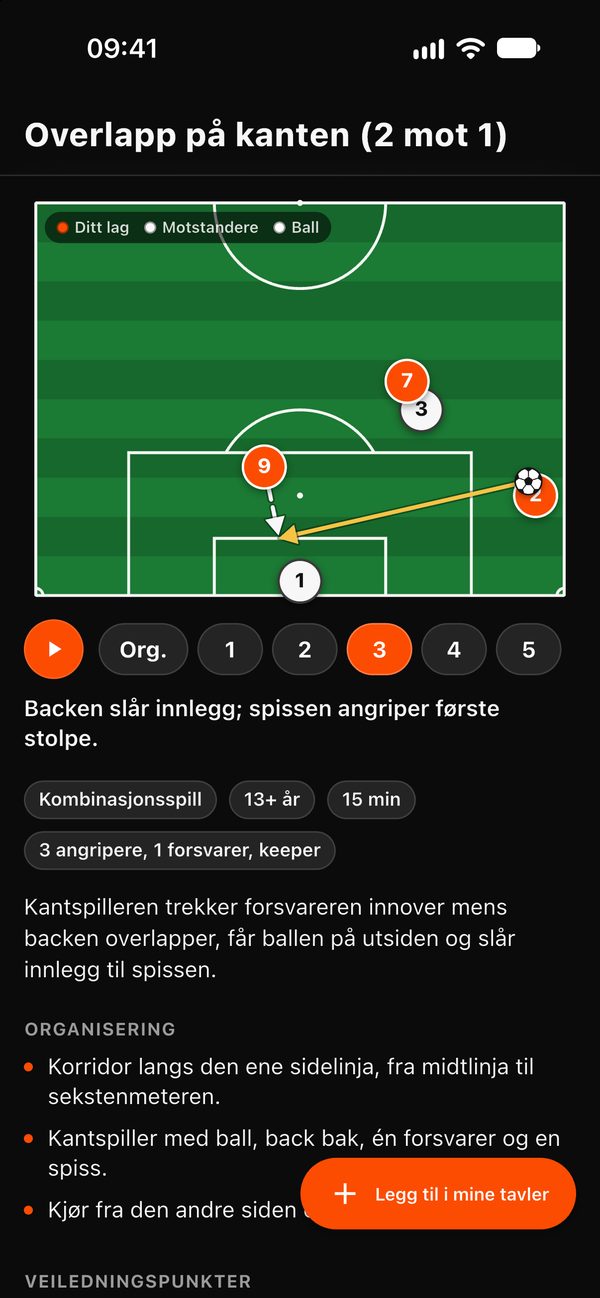 09:41
Overlapp på kanten (2 mot 1)
Ditt lag Motstandere Ball
7
3
9
2
1
Org. 1 2 3 4 5
Backen slår innlegg; spissen angriper første
stolpe.
Kombinasjonsspill 13+ år 15 min
3 angripere, 1 forsvarer, keeper
Kantspilleren trekker forsvareren innover mens
backen overlapper, får ballen på utsiden og slår
innlegg til spissen.
ORGANISERING
Korridor langs den ene sidelinja, fra midtlinja til
sekstenmeteren.
Kantspiller med ball, back bak, én forsvarer og en
spiss.
Kjør fra den andre siden
Legg til i mine tavler
VEILEDNINGSPUNKTER